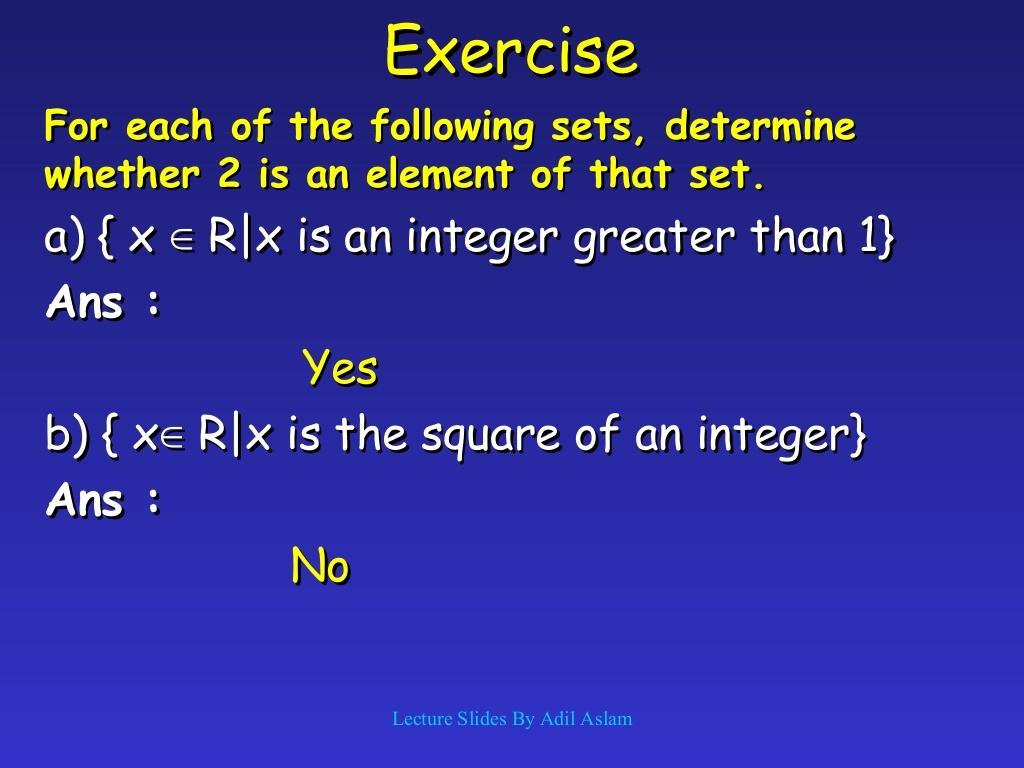 Exercise
For each of the following sets, determine
whether 2 is an element of that set.
a) { x ∈ R|x is an integer greater than 1}
Ans :
Yes
b) { x∈ R|x is the square of an integer}
Ans :
No
Lecture Slides By Adil Aslam